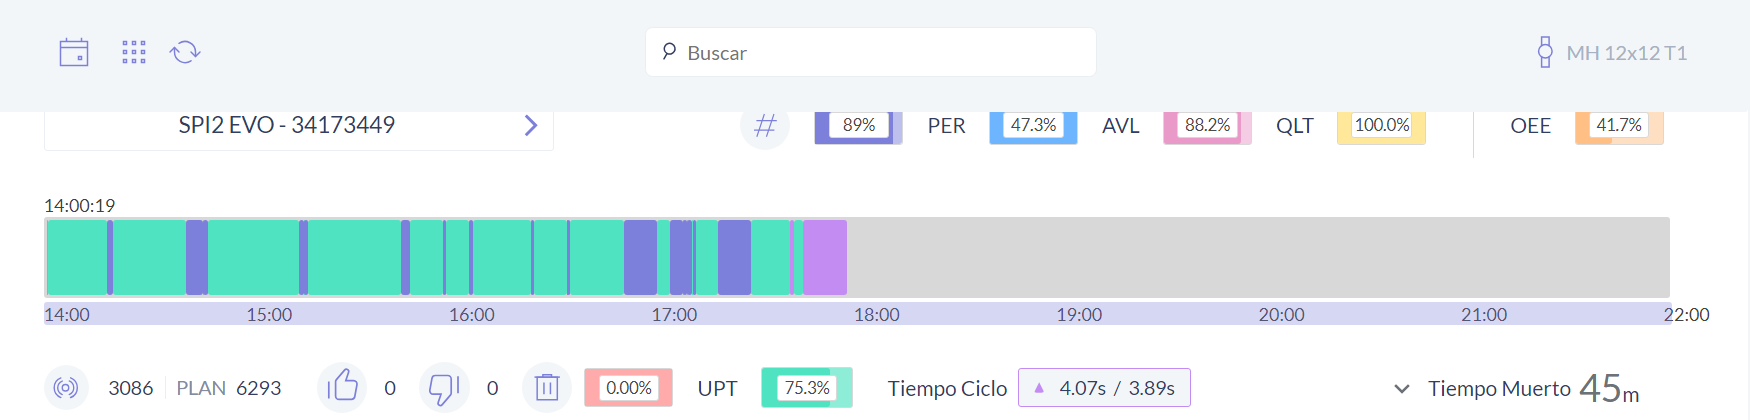 Buscar
MH 12x12 T1
SPI2 EVO - 34173449
# 89% PER 47.3% AVL 88.2% QLT 100.0% OEE 41.7%
14:00:19
14:00 15:00 16:00 17:00 18:00 19:00 20:00 21:00 22:00
3086 PLAN 6293 0 0 0.00% UPT 75.3% Tiempo Ciclo 4.07s / 3.89s Tiempo Muerto 45m